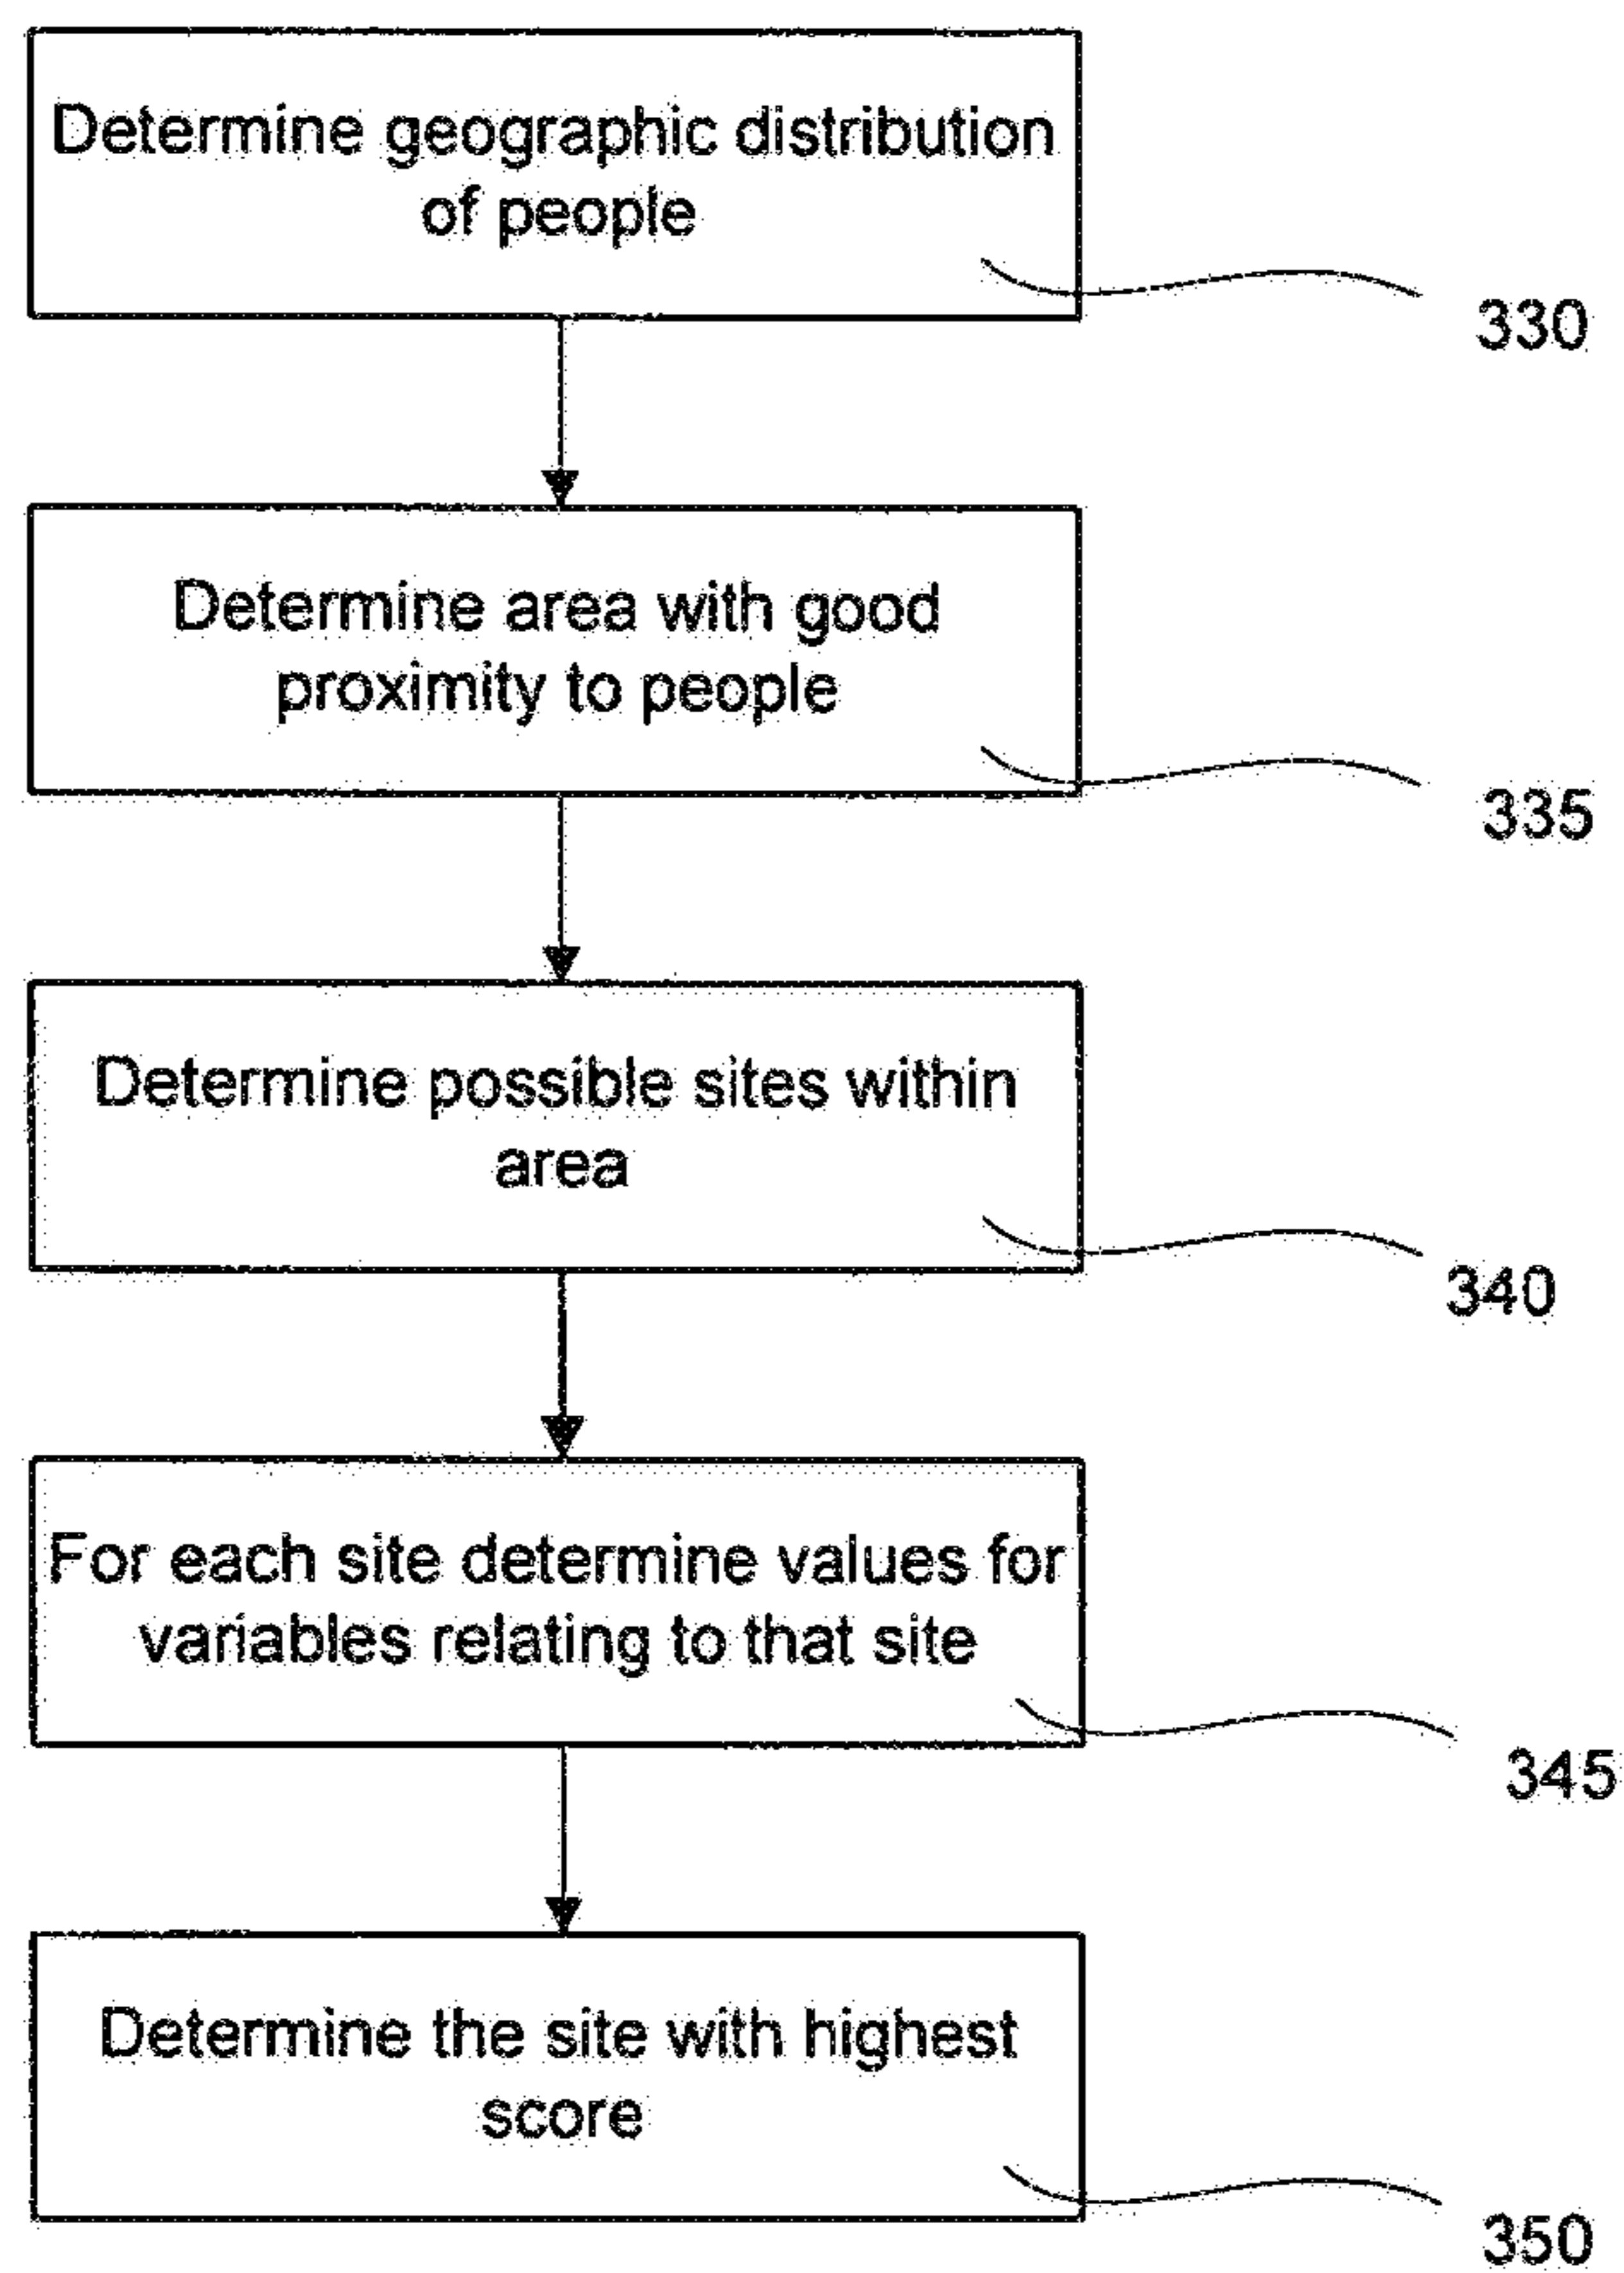 Determine geographic distribution
of people
330
Determine area with good
proximity to people
335
Determine possible sites within
area
340
For each site determine values for
variables relating to that site
345
Determine the site with highest
score
350